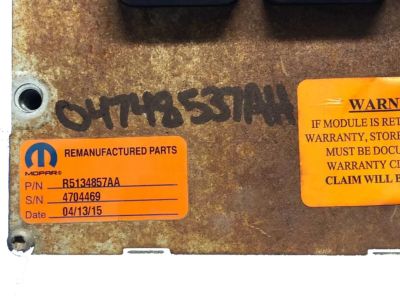 04748537AH
REMANUFACTURED PARTS
MOPAR
P/N R5134857AA
S/N 4704469
Date 04/13/15
WARN
IF MODULE IS RET
WARRANTY, STORE
MUST BE DOCU
WARRANTY CL
CLAIM WILL B